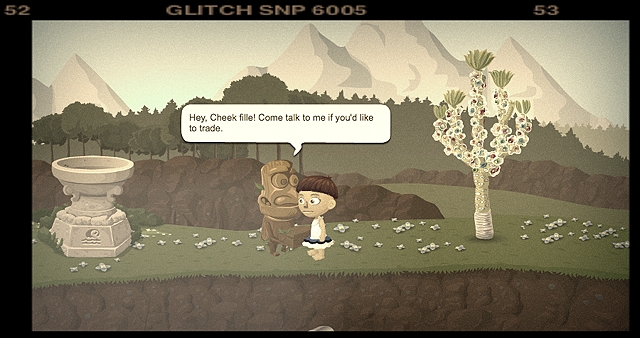 52 GLITCH SNP 6005 53
Hey, Cheek fille! Come talk to me if you'd like
to trade.